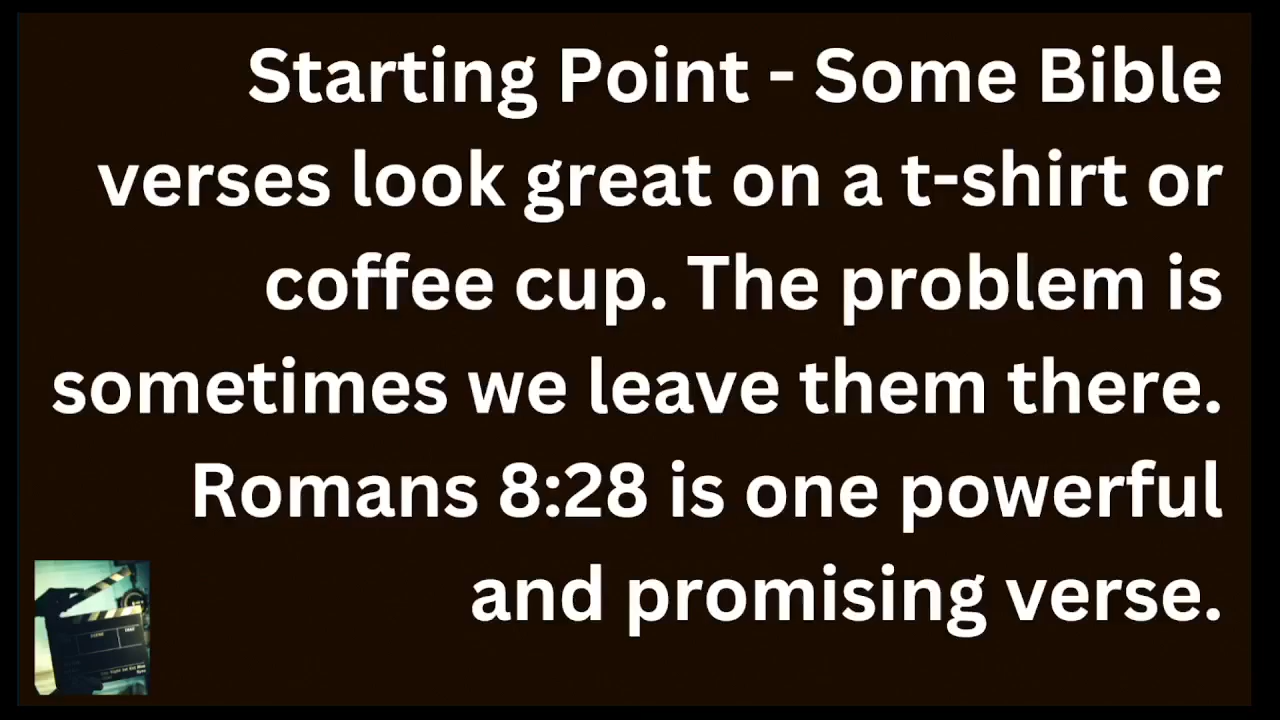 Starting Point - Some Bible
verses look great on a t-shirt or
coffee cup. The problem is
sometimes we leave them there.
Romans 8:28 is one powerful
and promising verse.